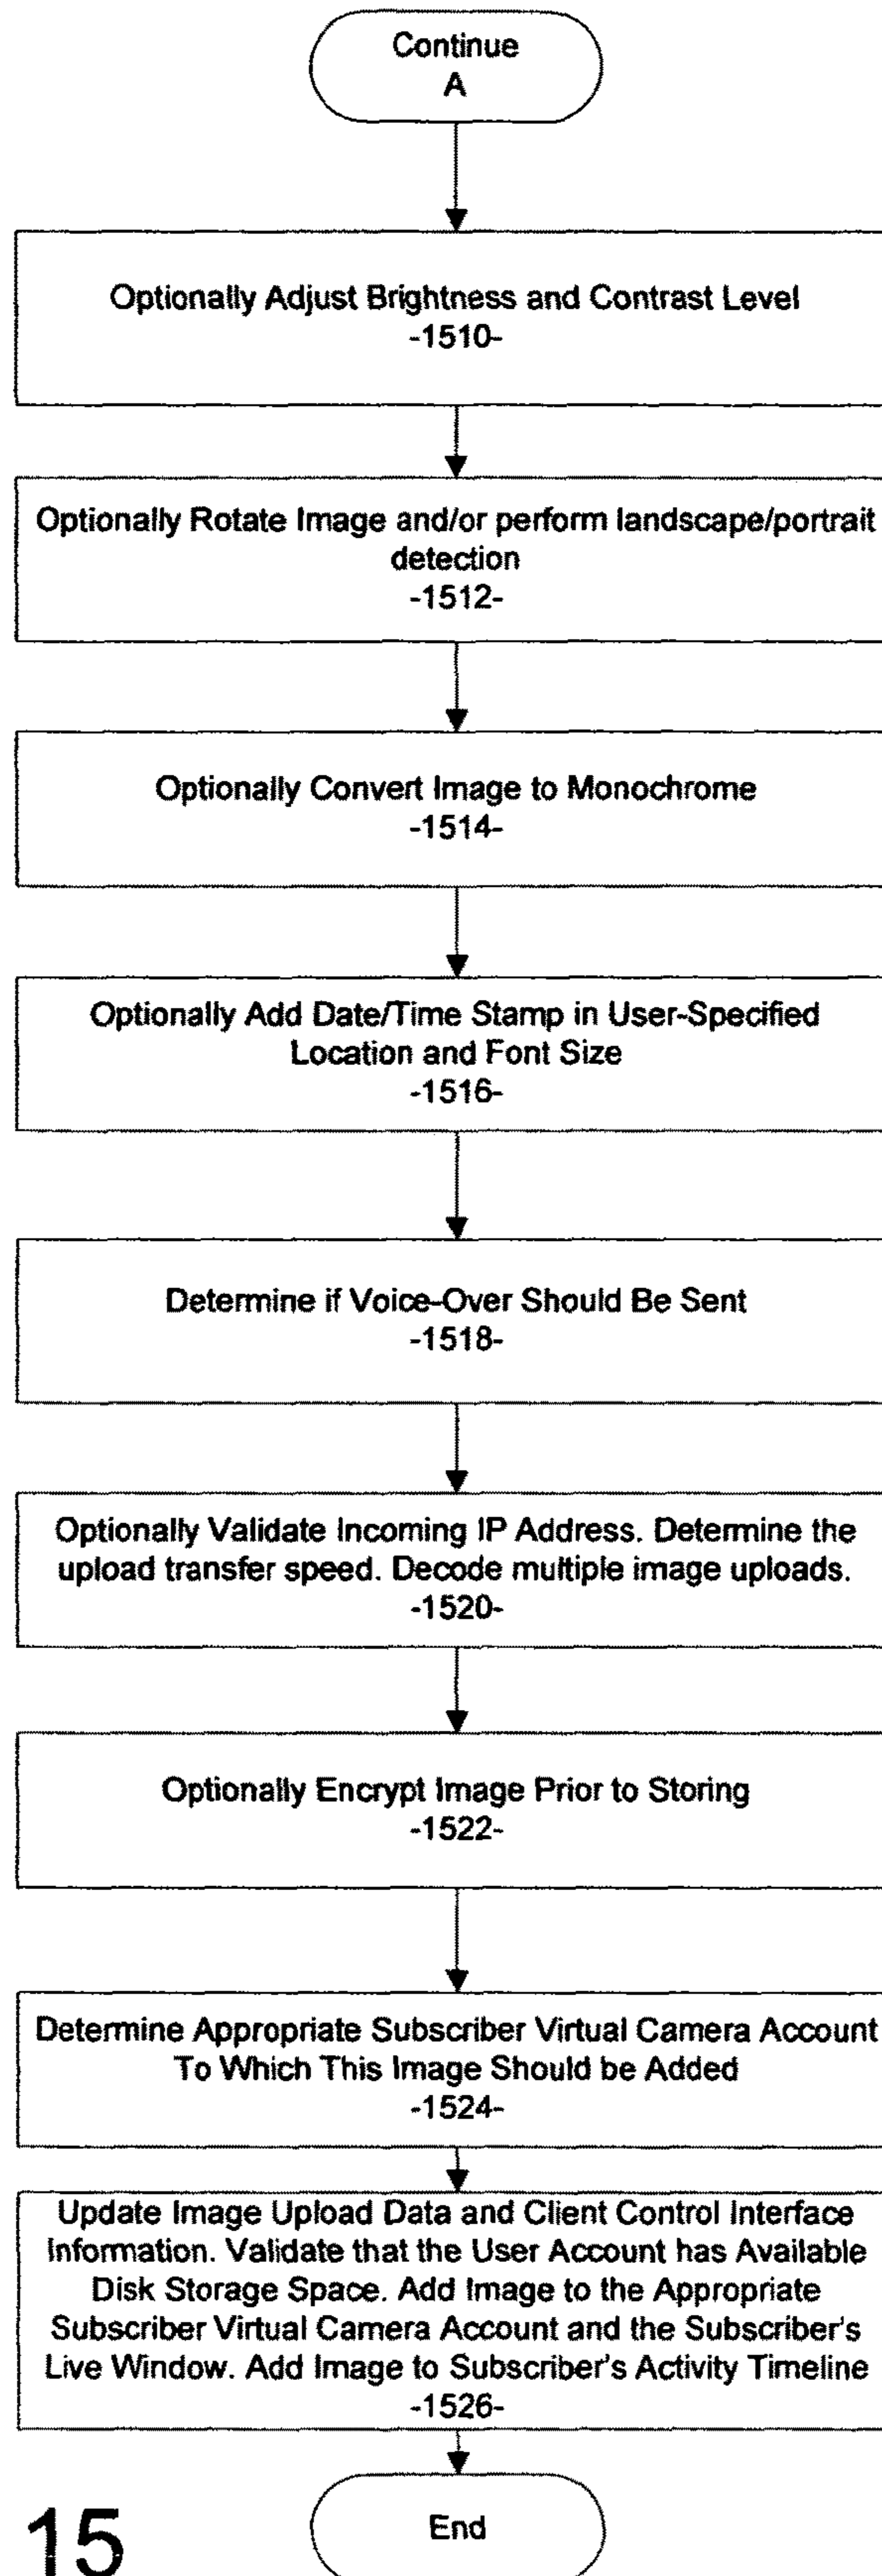 Continue
A
Optionally Adjust Brightness and Contrast Level
-1510-
Optionally Rotate Image and/or perform landscape/portrait
detection
-1512-
Optionally Convert Image to Monochrome
-1514-
Optionally Add Date/Time Stamp in User-Specified
Location and Font Size
-1516-
Determine if Voice-Over Should Be Sent
-1518-
Optionally Validate Incoming IP Address. Determine the
upload transfer speed. Decode multiple image uploads.
-1520-
Optionally Encrypt Image Prior to Storing
-1522-
Determine Appropriate Subscriber Virtual Camera Account
To Which This Image Should be Added
-1524-
Update Image Upload Data and Client Control Interface
Information. Validate that the User Account has Available
Disk Storage Space. Add Image to the Appropriate
Subscriber Virtual Camera Account and the Subscriber's
Live Window. Add Image to Subscriber's Activity Timeline
-1526-
End
15